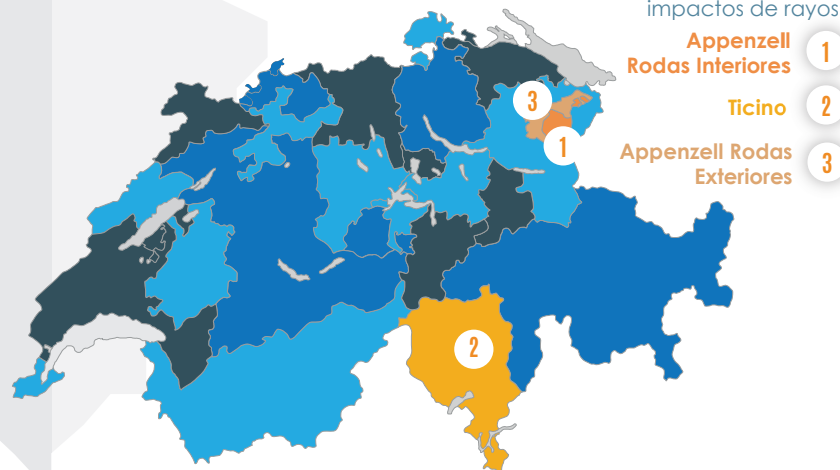 impactos de rayos
Appenzell
Rodas Interiores
1
Ticino
2
Appenzell Rodas
Exteriores
3
3
1
2